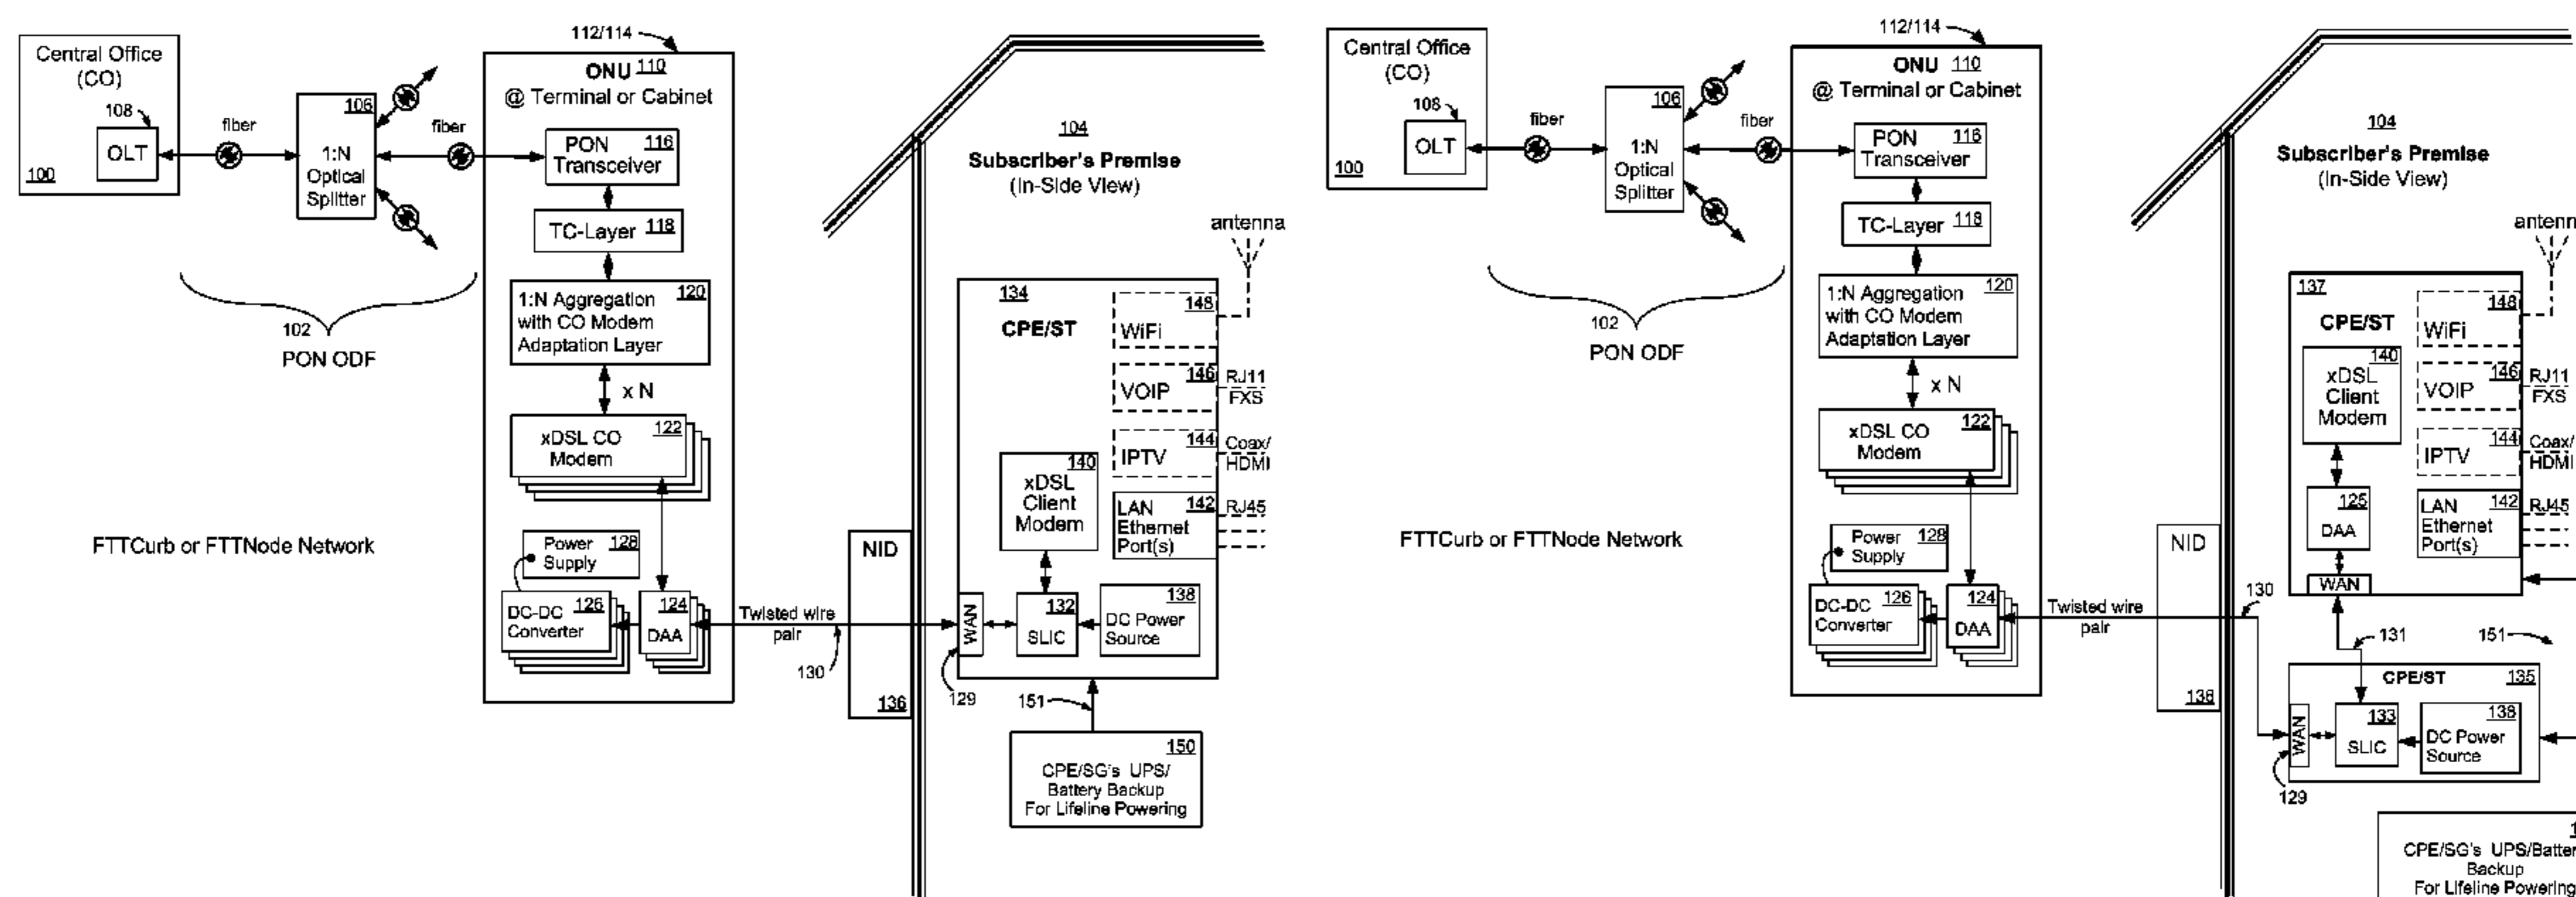 112/114
Central Office
(CO)
108
OLT
100
fiber
106
1:N
Optical
Splitter
fiber
102
PON ODF
ONU 110
@ Terminal or Cabinet
PON 116
Transceiver
TC-Layer 118
1:N Aggregation 120
with CO Modem
Adaptation Layer
x N
xDSL CO 122
Modem
Power 128
Supply
DC-DC 126
Converter
124
DAA
FTTCurb or FTTNode Network
Twisted wire
pair
130
NID
136
104
Subscriber's Premise
(In-Side View)
antenna
134
CPE/ST
148
WiFi
146
VOIP
RJ11
FXS
144
IPTV
Coax/
HDMI
140
xDSL
Client
Modem
LAN 142
Ethernet
Port(s)
RJ45
WAN
129
132
SLIC
138
DC Power
Source
151
150
CPE/SG's UPS/
Battery Backup
For Lifeline Powering
112/114
Central Office
(CO)
108
OLT
100
fiber
106
1:N
Optical
Splitter
fiber
102
PON ODF
ONU 110
@ Terminal or Cabinet
PON 116
Transceiver
TC-Layer 118
1:N Aggregation 120
with CO Modem
Adaptation Layer
x N
xDSL CO 122
Modem
Power 128
Supply
DC-DC 126
Converter
124
DAA
FTTCurb or FTTNode Network
Twisted wire
pair
130
NID
136
104
Subscriber's Premise
(In-Side View)
antenn
137
CPE/ST
148
WiFi
146
VOIP
RJ11
FXS
144
IPTV
Coax/
HDMI
140
xDSL
Client
Modem
125
DAA
LAN 142
Ethernet
Port(s)
RJ45
WAN
131
151
CPE/ST 135
WAN
129
133
SLIC
138
DC Power
Source
CPE/SG's UPS/Batter
Backup
For Lifeline Powering